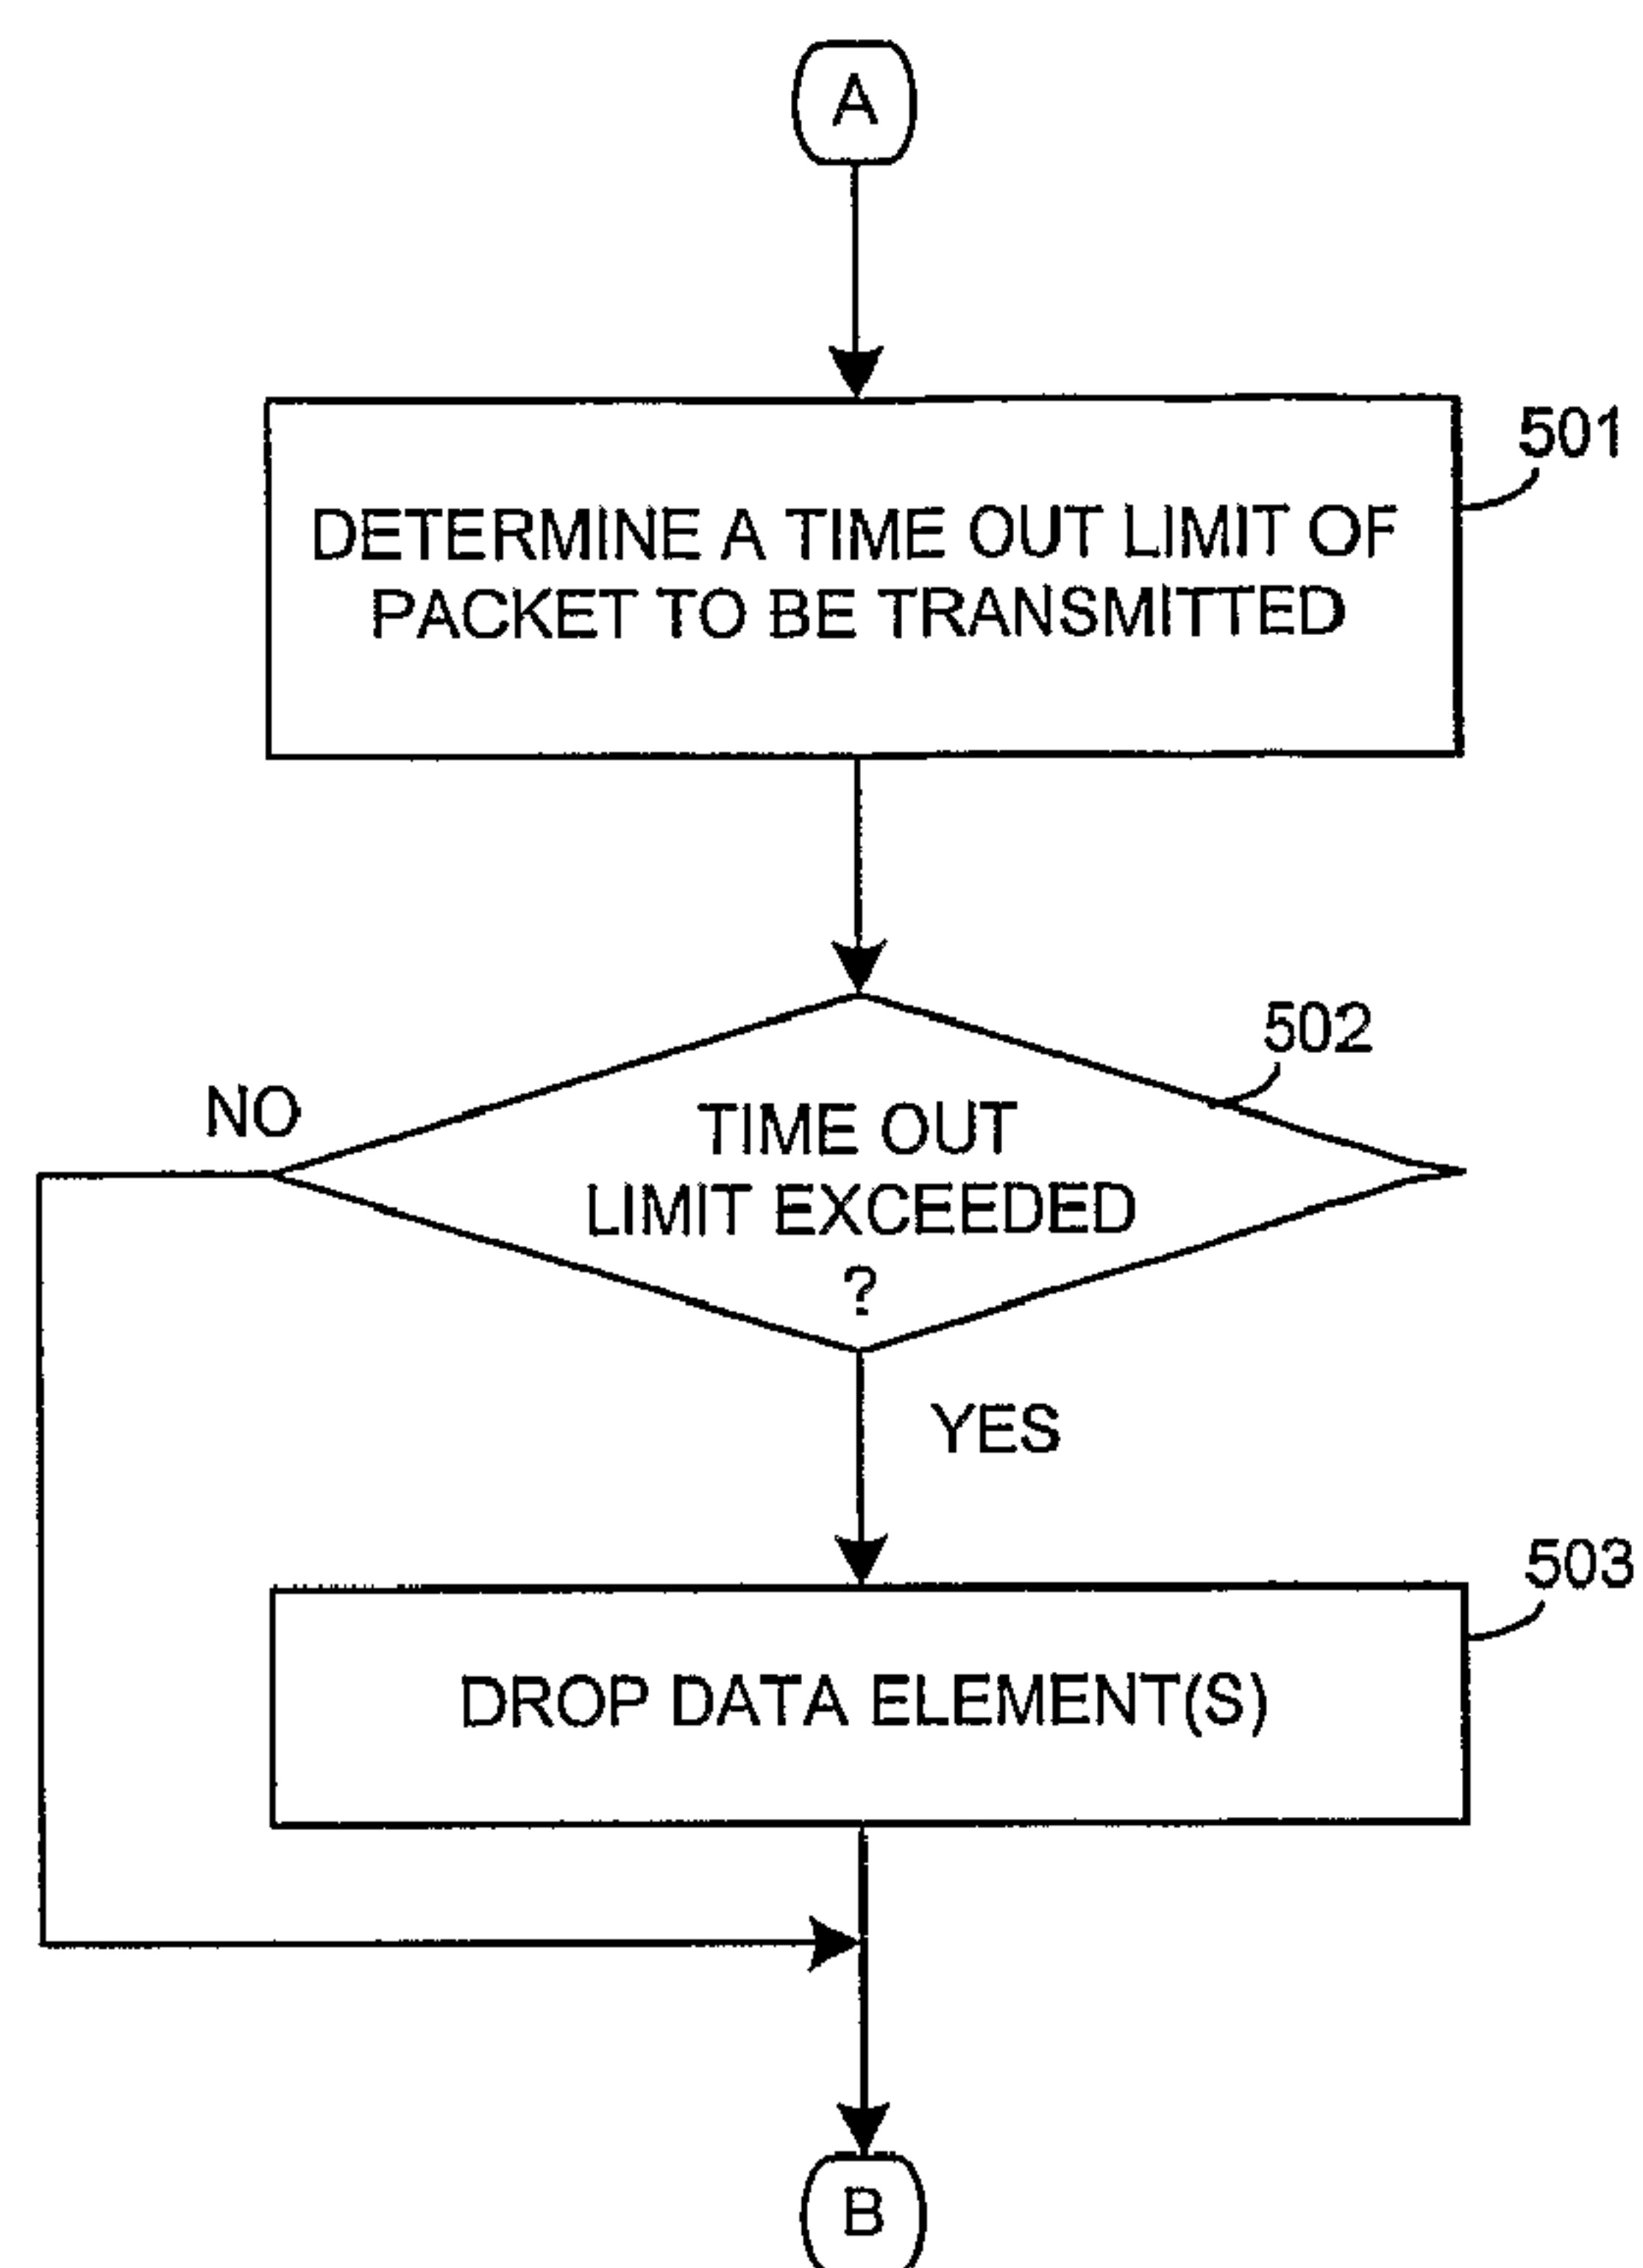 A
501
DETERMINE A TIME OUT LIMIT OF
PACKET TO BE TRANSMITTED
502
NO
TIME OUT
LIMIT EXCEEDED
?
YES
503
DROP DATA ELEMENT(S)
B